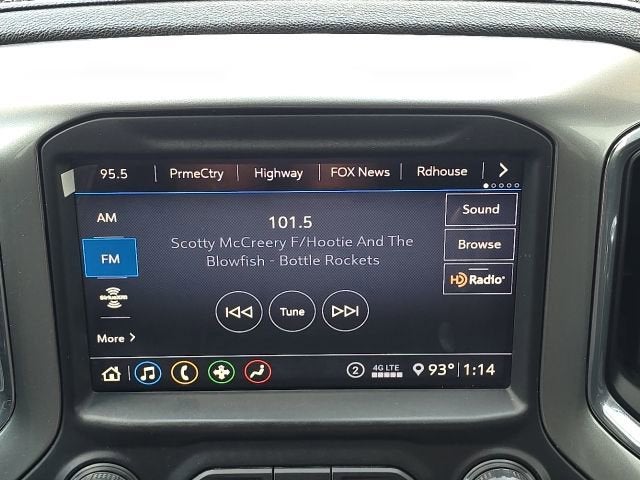 95.5 PrmeCtry Highway FOX News Rdhouse
AM
FM
SiriusXM
More
101.5
Scotty McCreery F/Hootie And The
Blowfish - Bottle Rockets
Tune
Sound
Browse
HD Radio
2 4G LTE 93° 1:14